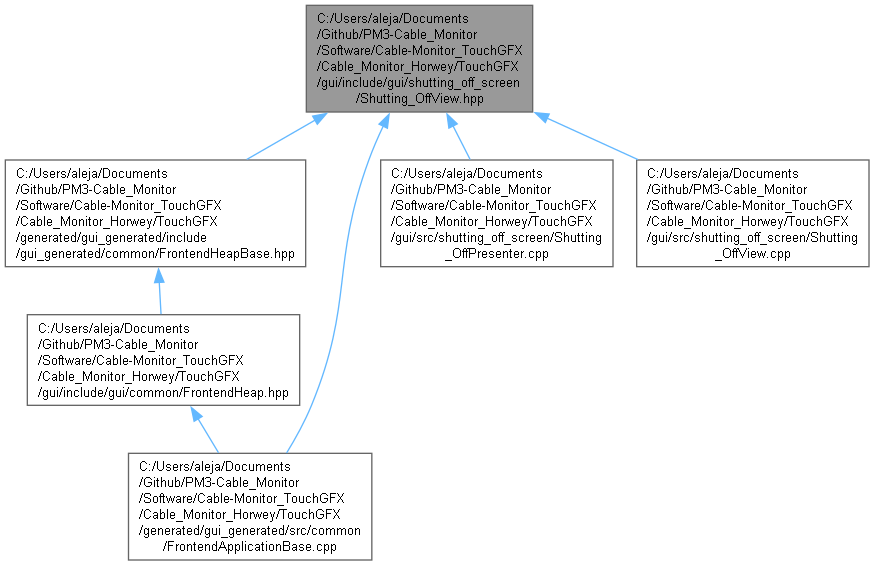 C:/Users/aleja/Documents
/Github/PM3-Cable_Monitor
/Software/Cable-Monitor_TouchGFX
/Cable_Monitor_Horwey/TouchGFX
/gui/include/gui/shutting_off_screen
/Shutting_OffView.hpp
C:/Users/aleja/Documents
/Github/PM3-Cable_Monitor
/Software/Cable-Monitor_TouchGFX
/Cable_Monitor_Horwey/TouchGFX
/generated/gui_generated/include
/gui_generated/common/FrontendHeapBase.hpp
C:/Users/aleja/Documents
/Github/PM3-Cable_Monitor
/Software/Cable-Monitor_TouchGFX
/Cable_Monitor_Horwey/TouchGFX
/gui/src/shutting_off_screen/Shutting
_OffPresenter.cpp
C:/Users/aleja/Documents
/Github/PM3-Cable_Monitor
/Software/Cable-Monitor_TouchGFX
/Cable_Monitor_Horwey/TouchGFX
/gui/src/shutting_off_screen/Shutting
_OffView.cpp
C:/Users/aleja/Documents
/Github/PM3-Cable_Monitor
/Software/Cable-Monitor_TouchGFX
/Cable_Monitor_Horwey/TouchGFX
/gui/include/gui/common/FrontendHeap.hpp
C:/Users/aleja/Documents
/Github/PM3-Cable_Monitor
/Software/Cable-Monitor_TouchGFX
/Cable_Monitor_Horwey/TouchGFX
/generated/gui_generated/src/common
/FrontendApplicationBase.cpp